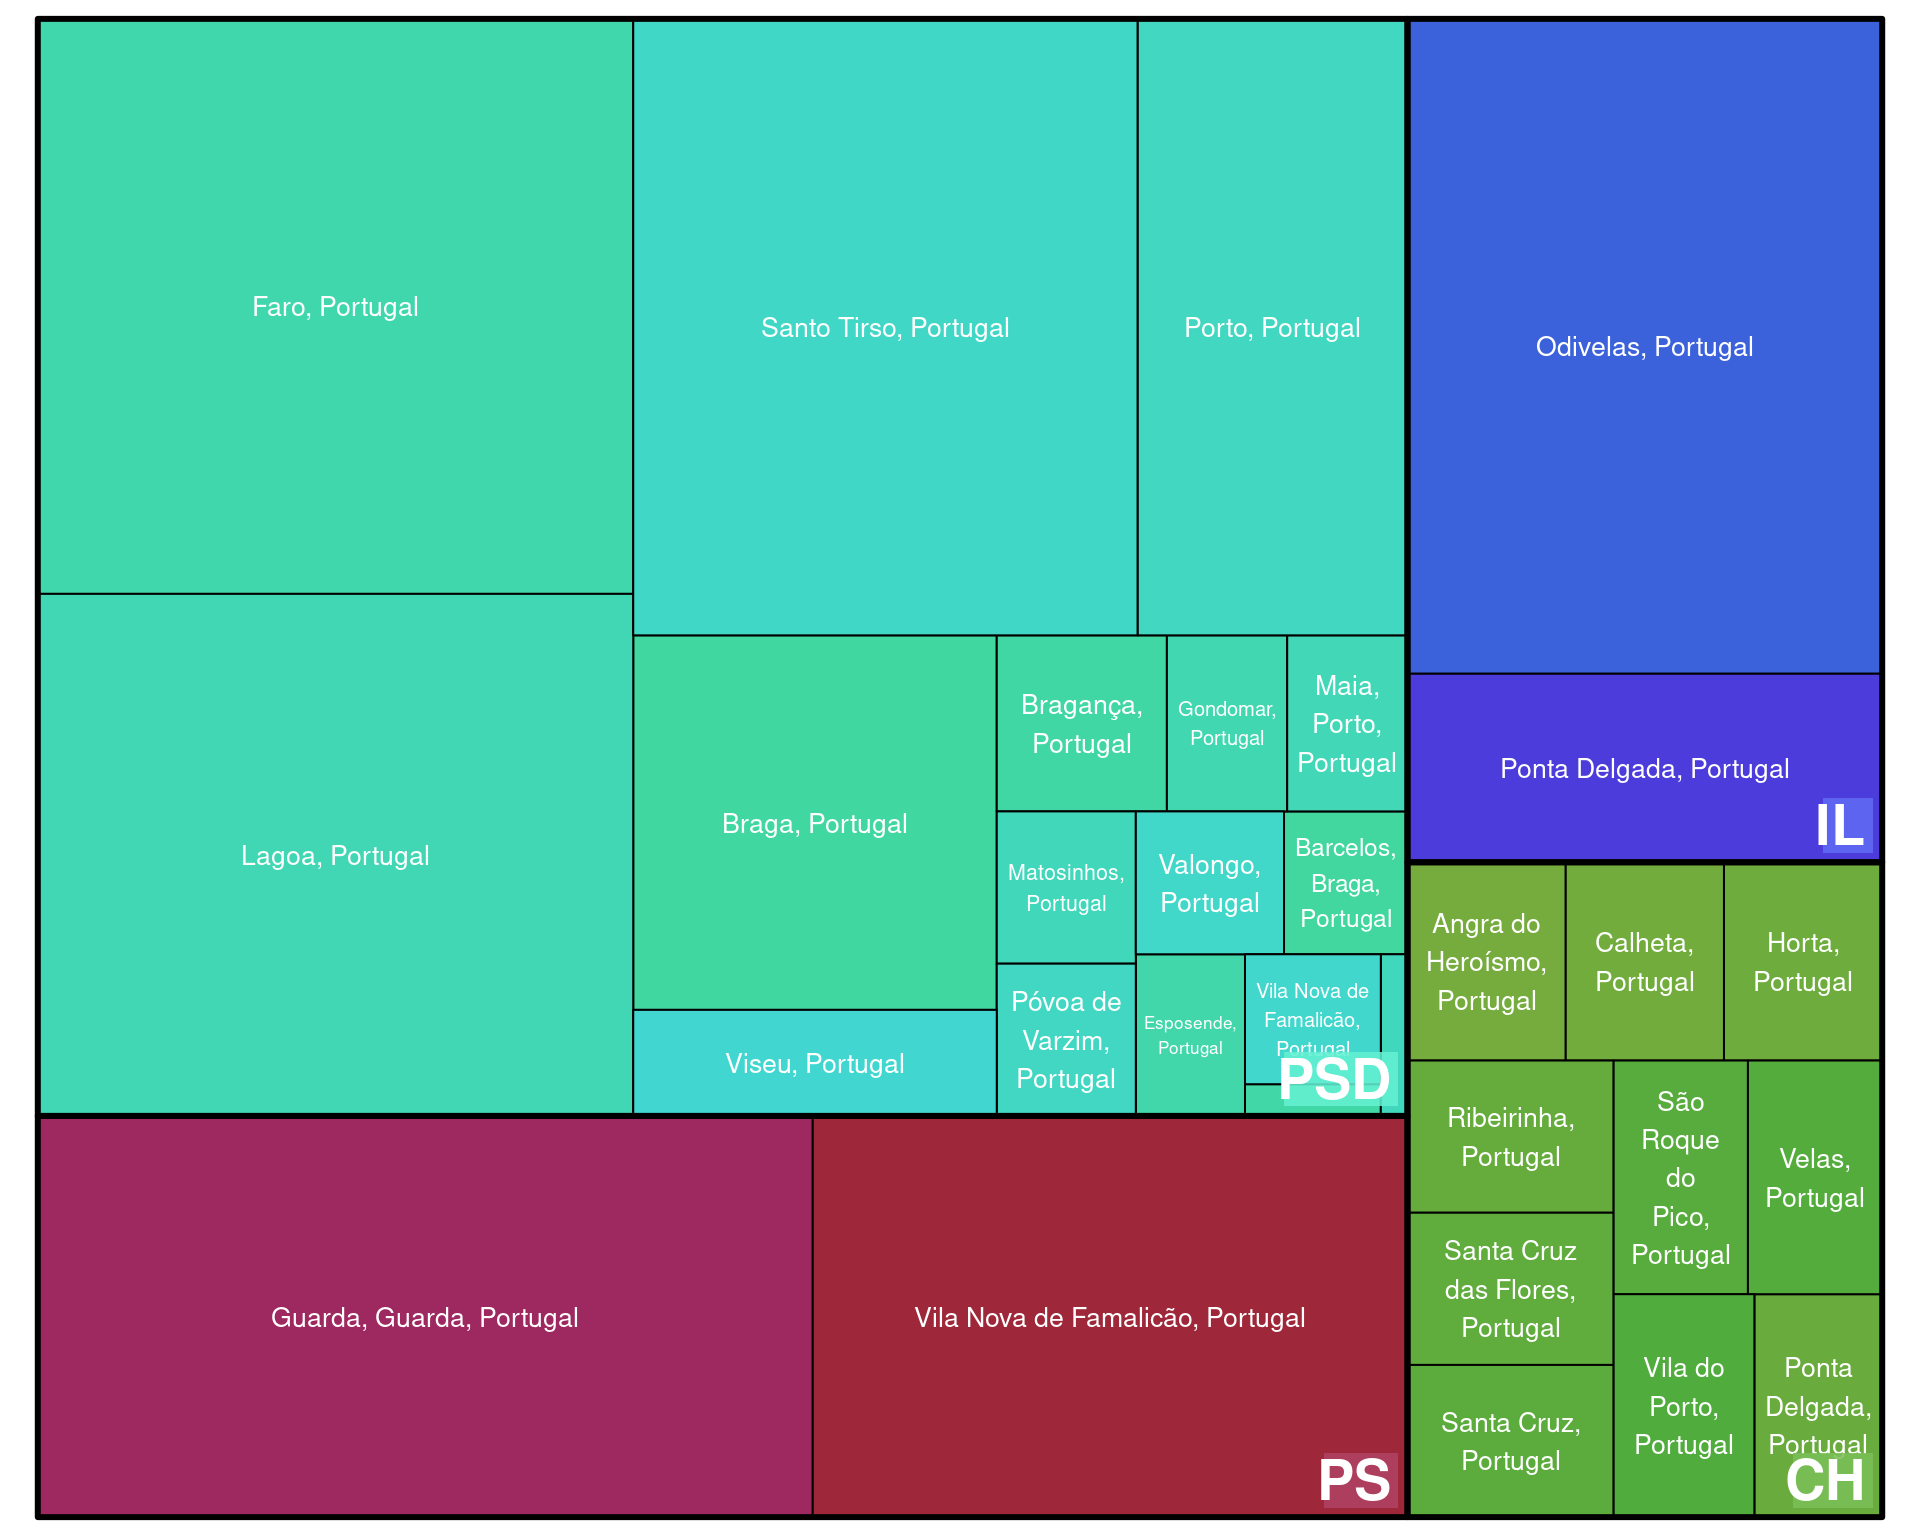 Faro, Portugal
Santo Tirso, Portugal
Porto, Portugal
Odivelas, Portugal
Lagoa, Portugal
Braga, Portugal
Bragança,
Portugal
Gondomar,
Portugal
Maia,
Porto,
Portugal
Matosinhos,
Portugal
Valongo,
Portugal
Barcelos,
Braga,
Portugal
Viseu, Portugal
Póvoa de
Varzim,
Portugal
Esposende,
Portugal
Vila Nova de
Famalicão,
Portugal
PSD
Ponta Delgada, Portugal
IL
Guarda, Guarda, Portugal
Vila Nova de Famalicão, Portugal
PS
Angra do
Heroísmo,
Portugal
Calheta,
Portugal
Horta,
Portugal
Ribeirinha,
Portugal
São
Roque
do
Pico,
Portugal
Velas,
Portugal
Santa Cruz
das Flores,
Portugal
Santa Cruz,
Portugal
Vila do
Porto,
Portugal
Ponta
Delgada,
Portugal
CH